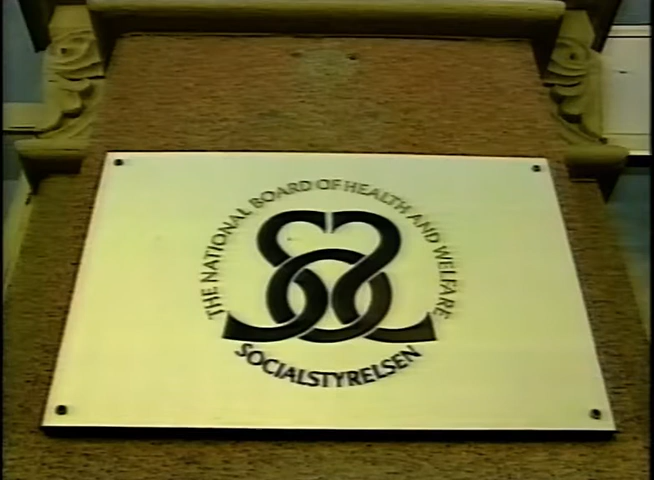 THE NATIONAL BOARD OF HEALTH AND WELFARE
SOCIALSTYRELSEN